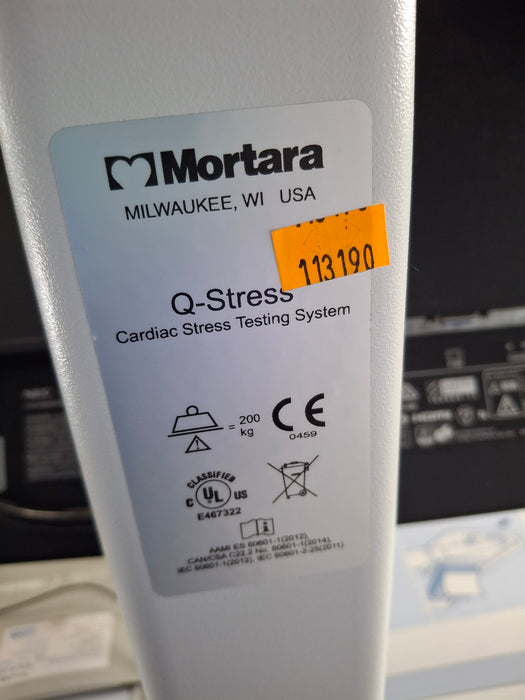 Mortara
MILWAUKEE, WI USA
113190
Q-Stress
Cardiac Stress Testing System
= 200
kg
CE
0459
CLASSIFIED
C UL US
E467322
AAMI ES 60601-1(2012),
CAN/CSA C22.2 No. 60601-1(2014),
IEC 60601-1(2012), IEC 60601-2-25(2011)